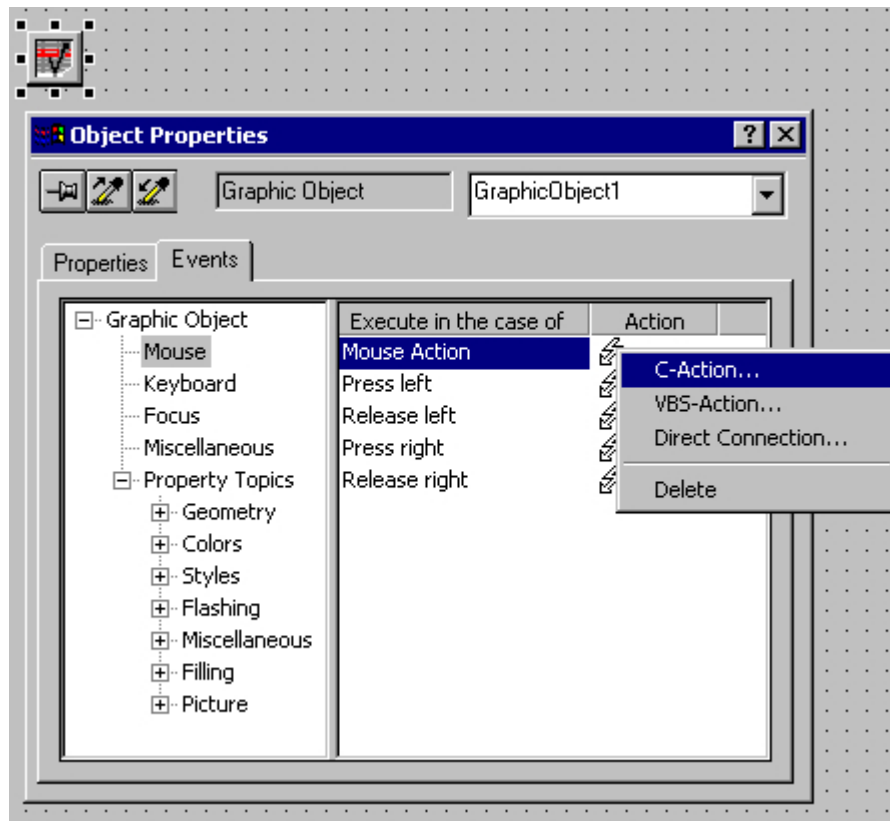 Object Properties
Graphic Object GraphicObject1
Properties Events
Graphic Object Execute in the case of Action
Mouse Mouse Action C-Action...
Keyboard Press left VBS-Action...
Focus Release left Direct Connection...
Miscellaneous Press right
Property Topics Release right Delete
Geometry
Colors
Styles
Flashing
Miscellaneous
Filling
Picture